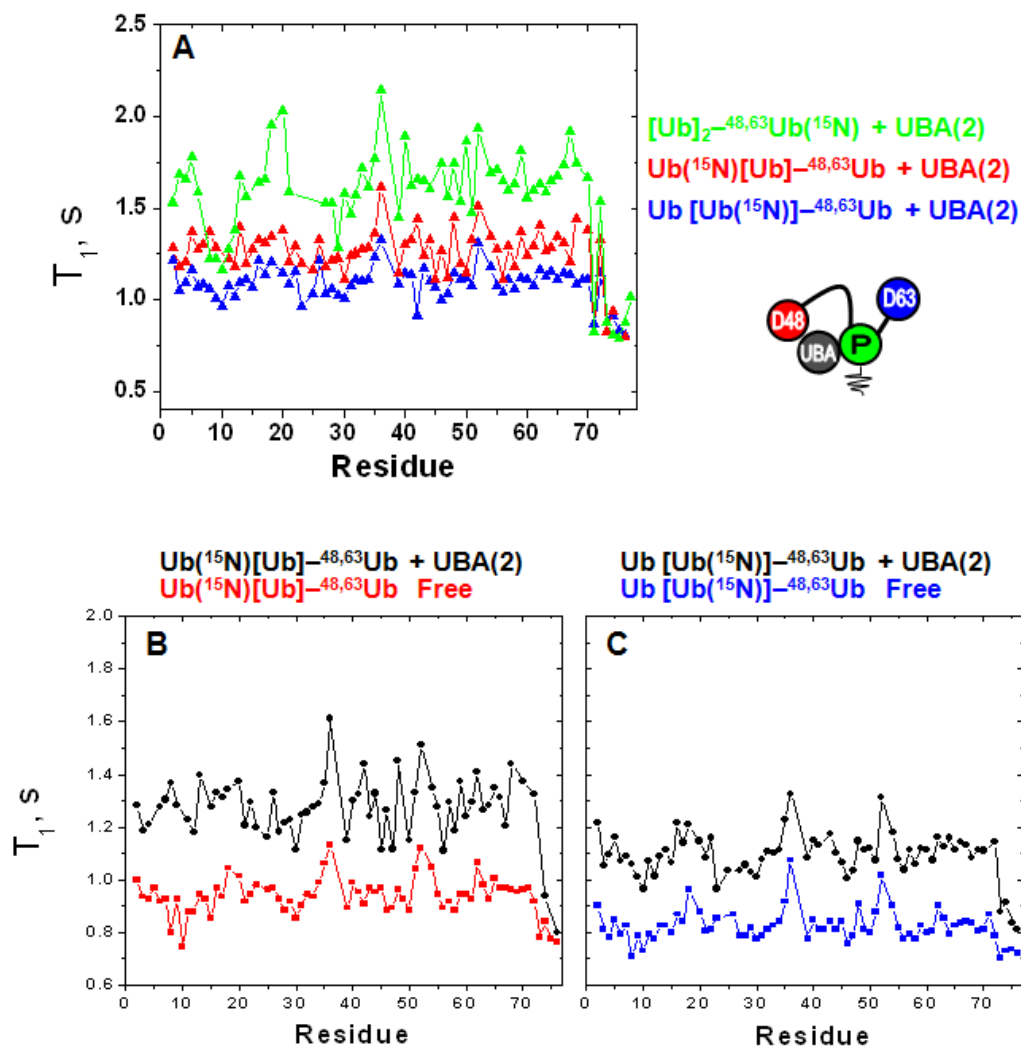 A
2.5
2.0
1.5
1.0
0.5
T₁, s
0 10 20 30 40 50 60 70
Residue
[Ub]₂–⁴⁸,⁶³Ub(¹⁵N) + UBA(2)
Ub(¹⁵N)[Ub]–⁴⁸,⁶³Ub + UBA(2)
Ub [Ub(¹⁵N)]–⁴⁸,⁶³Ub + UBA(2)
D48
UBA
P
D63
Ub(¹⁵N)[Ub]–⁴⁸,⁶³Ub + UBA(2)
Ub(¹⁵N)[Ub]–⁴⁸,⁶³Ub Free
B
2.0
1.8
1.6
1.4
1.2
1.0
0.8
0.6
T₁, s
0 10 20 30 40 50 60 70
Residue
Ub [Ub(¹⁵N)]–⁴⁸,⁶³Ub + UBA(2)
Ub [Ub(¹⁵N)]–⁴⁸,⁶³Ub Free
C
0 10 20 30 40 50 60 70
Residue